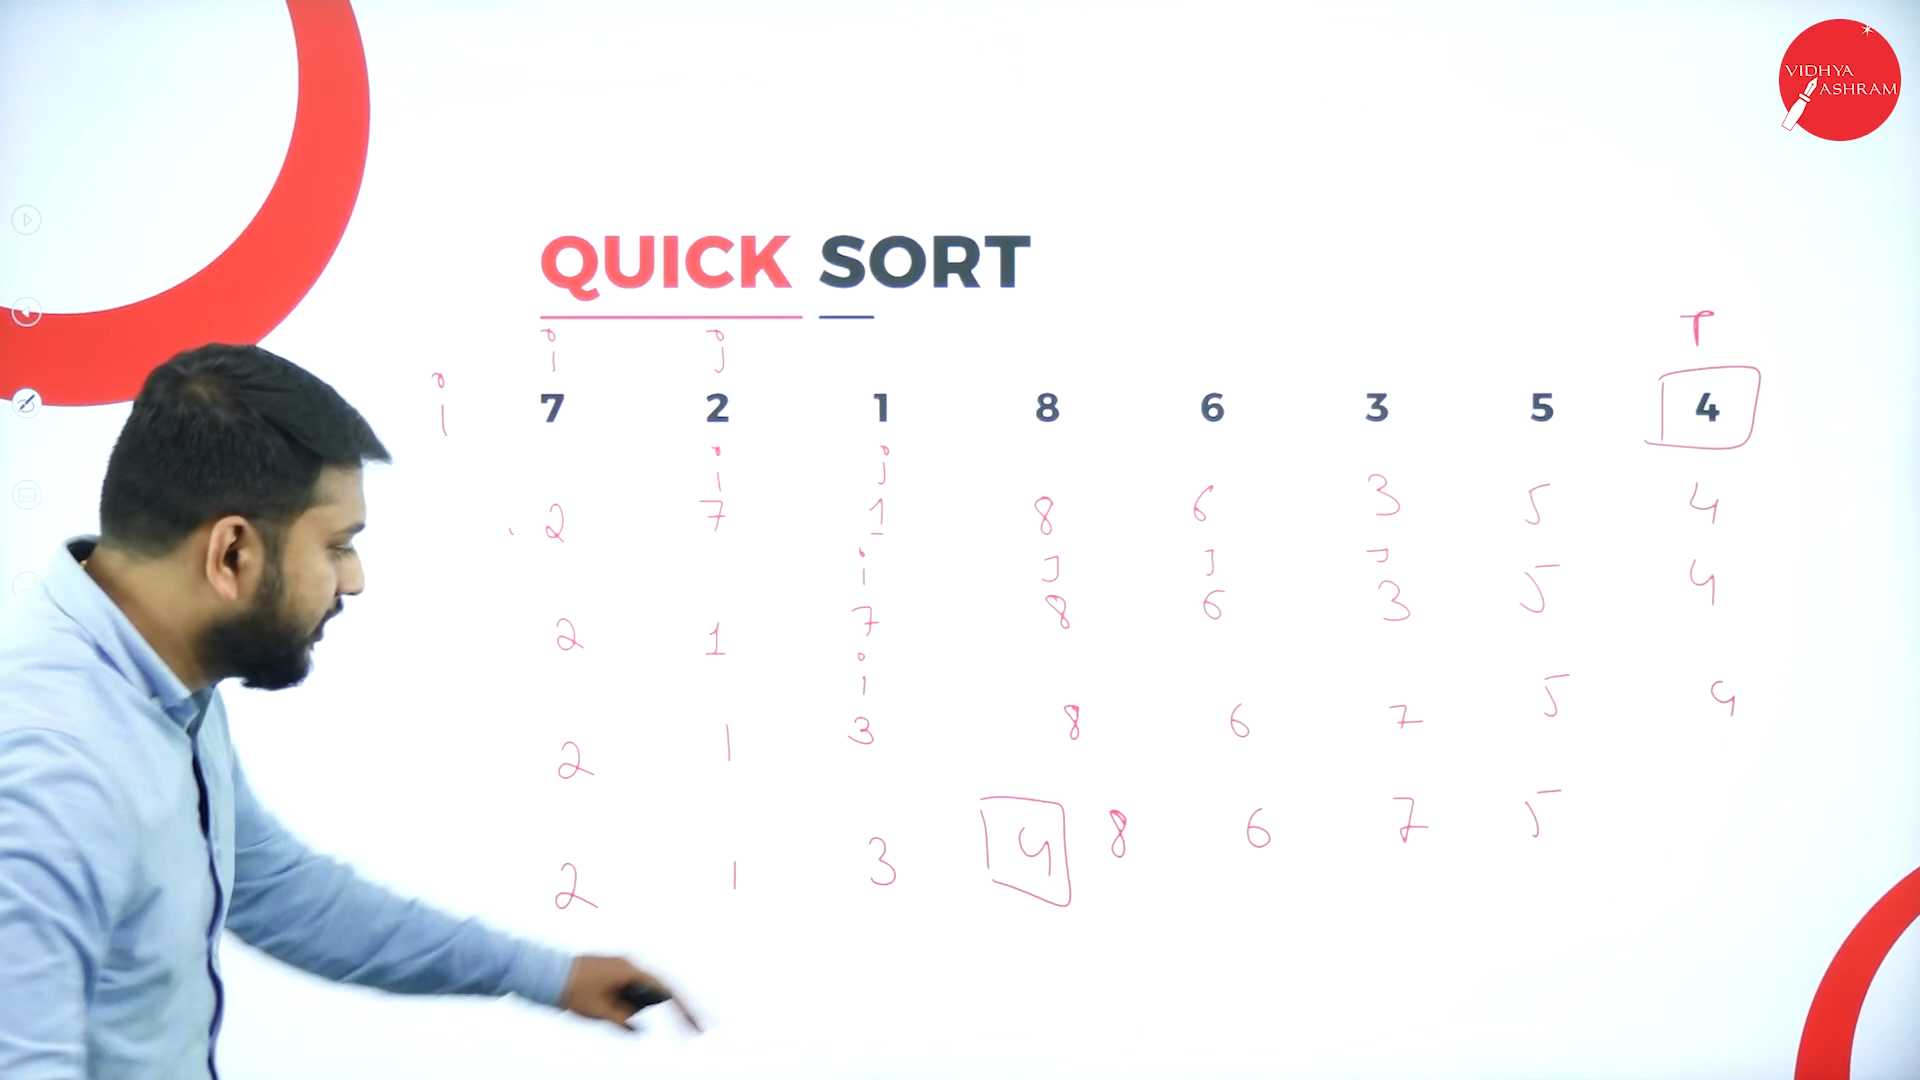 VIDHYA
ASHRAM
QUICK SORT
i j P
i 7 2 1 8 6 3 5 4
i j
2 7 1 8 6 3 5 4
i J J J
2 1 7 8 6 3 5 4
i
2 1 3 8 6 7 5 4
2 1 3 4 8 6 7 5